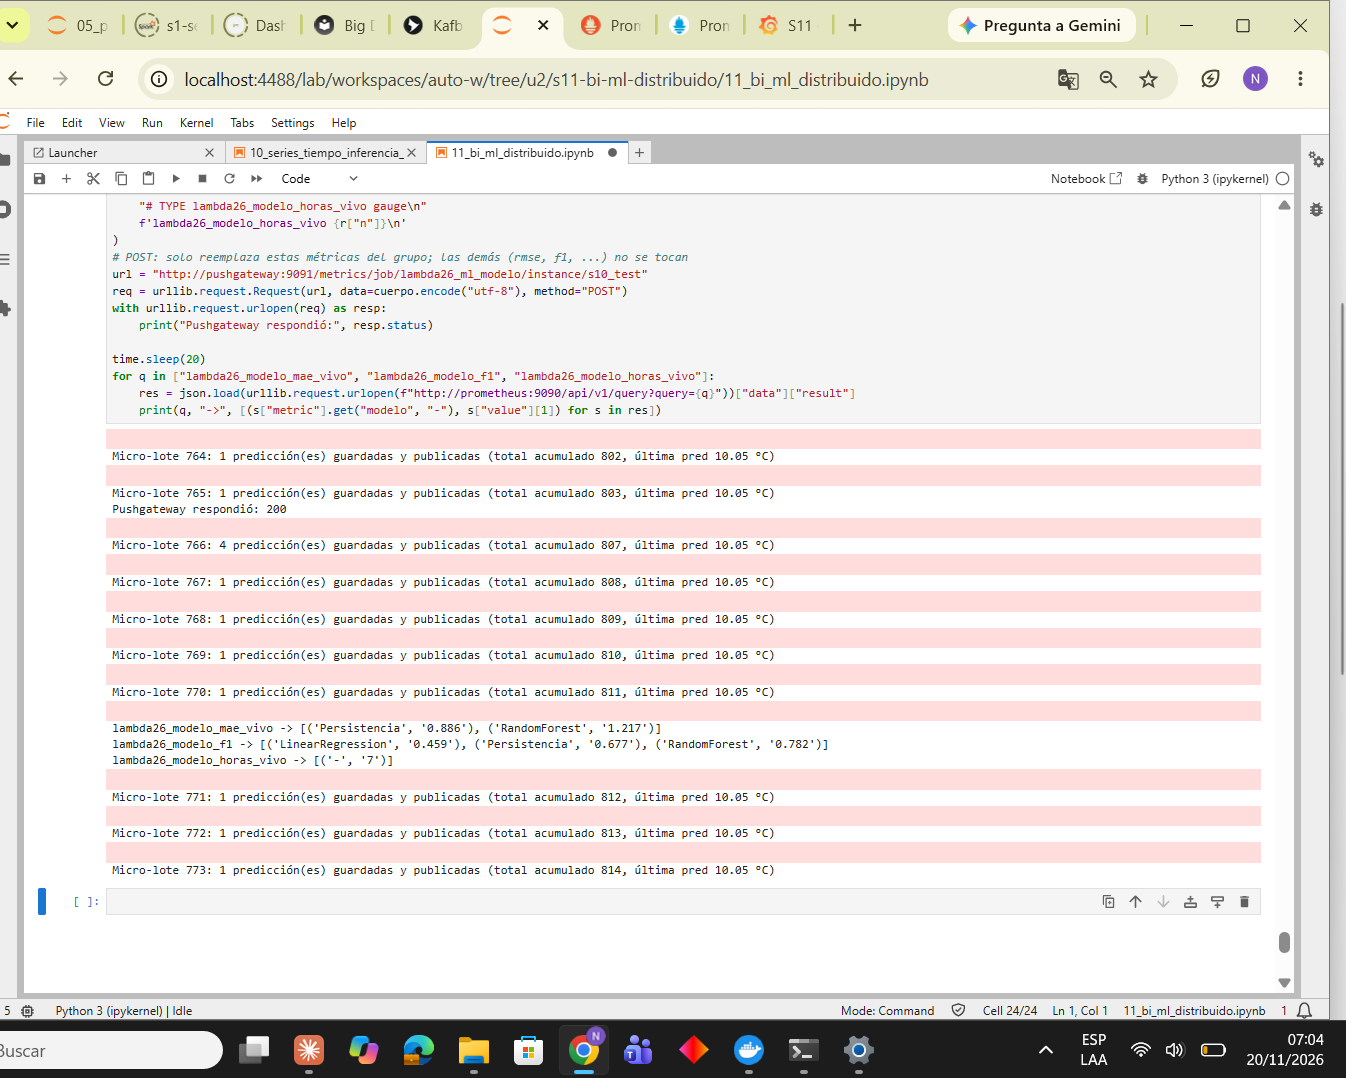 05_p
s1-s
Dash
Big D
Kafb
Pron
Pron
S11
Pregunta a Gemini
localhost:4488/lab/workspaces/auto-w/tree/u2/s11-bi-ml-distribuido/11_bi_ml_distribuido.ipynb
N
File Edit View Run Kernel Tabs Settings Help
Launcher
10_series_tiempo_inferencia_
11_bi_ml_distribuido.ipynb
Code
Notebook
Python 3 (ipykernel)
"# TYPE lambda26_modelo_horas_vivo gauge\n"
f'lambda26_modelo_horas_vivo {r["n"]}\n'
)
# POST: solo reemplaza estas métricas del grupo; las demás (rmse, f1, ...) no se tocan
url = "http://pushgateway:9091/metrics/job/lambda26_ml_modelo/instance/s10_test"
req = urllib.request.Request(url, data=cuerpo.encode("utf-8"), method="POST")
with urllib.request.urlopen(req) as resp:
print("Pushgateway respondió:", resp.status)
time.sleep(20)
for q in ["lambda26_modelo_mae_vivo", "lambda26_modelo_f1", "lambda26_modelo_horas_vivo"]:
res = json.load(urllib.request.urlopen(f"http://prometheus:9090/api/v1/query?query={q}"))["data"]["result"]
print(q, "->", [(s["metric"].get("modelo", "-"), s["value"][1]) for s in res])
Micro-lote 764: 1 predicción(es) guardadas y publicadas (total acumulado 802, última pred 10.05 °C)
Micro-lote 765: 1 predicción(es) guardadas y publicadas (total acumulado 803, última pred 10.05 °C)
Pushgateway respondió: 200
Micro-lote 766: 4 predicción(es) guardadas y publicadas (total acumulado 807, última pred 10.05 °C)
Micro-lote 767: 1 predicción(es) guardadas y publicadas (total acumulado 808, última pred 10.05 °C)
Micro-lote 768: 1 predicción(es) guardadas y publicadas (total acumulado 809, última pred 10.05 °C)
Micro-lote 769: 1 predicción(es) guardadas y publicadas (total acumulado 810, última pred 10.05 °C)
Micro-lote 770: 1 predicción(es) guardadas y publicadas (total acumulado 811, última pred 10.05 °C)
lambda26_modelo_mae_vivo -> [('Persistencia', '0.886'), ('RandomForest', '1.217')]
lambda26_modelo_f1 -> [('LinearRegression', '0.459'), ('Persistencia', '0.677'), ('RandomForest', '0.782')]
lambda26_modelo_horas_vivo -> [('-', '7')]
Micro-lote 771: 1 predicción(es) guardadas y publicadas (total acumulado 812, última pred 10.05 °C)
Micro-lote 772: 1 predicción(es) guardadas y publicadas (total acumulado 813, última pred 10.05 °C)
Micro-lote 773: 1 predicción(es) guardadas y publicadas (total acumulado 814, última pred 10.05 °C)
[ ]:
5 Python 3 (ipykernel) | Idle
Mode: Command
Cell 24/24
Ln 1, Col 1
11_bi_ml_distribuido.ipynb
1
Buscar
N
ESP
LAA
07:04
20/11/2026